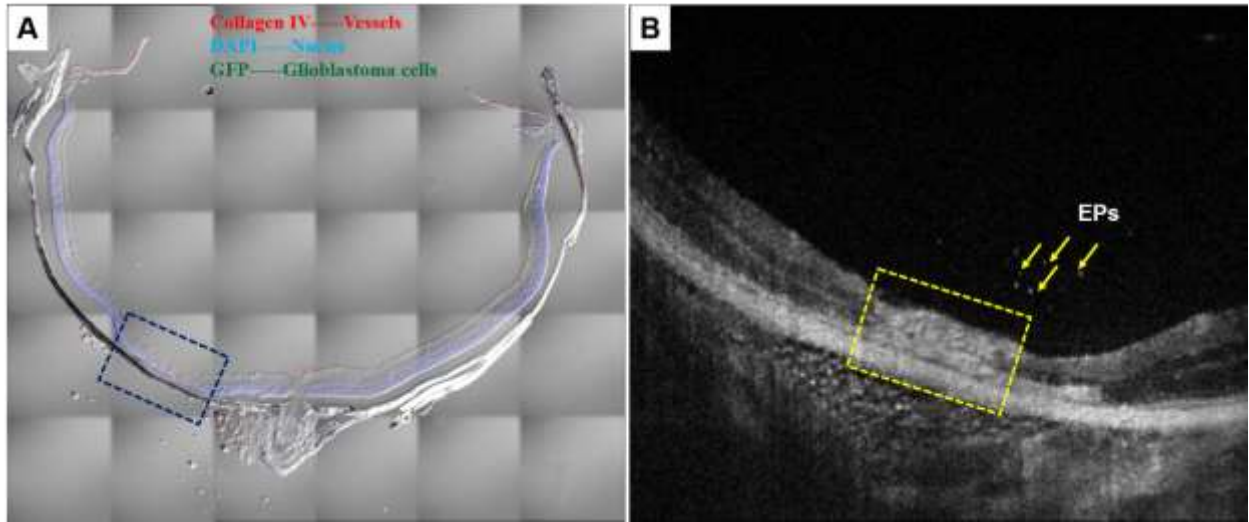 A
Collagen IV-----Vessels
DAPI-----Nuclei
GFP-----Glioblastoma cells
B
EPs